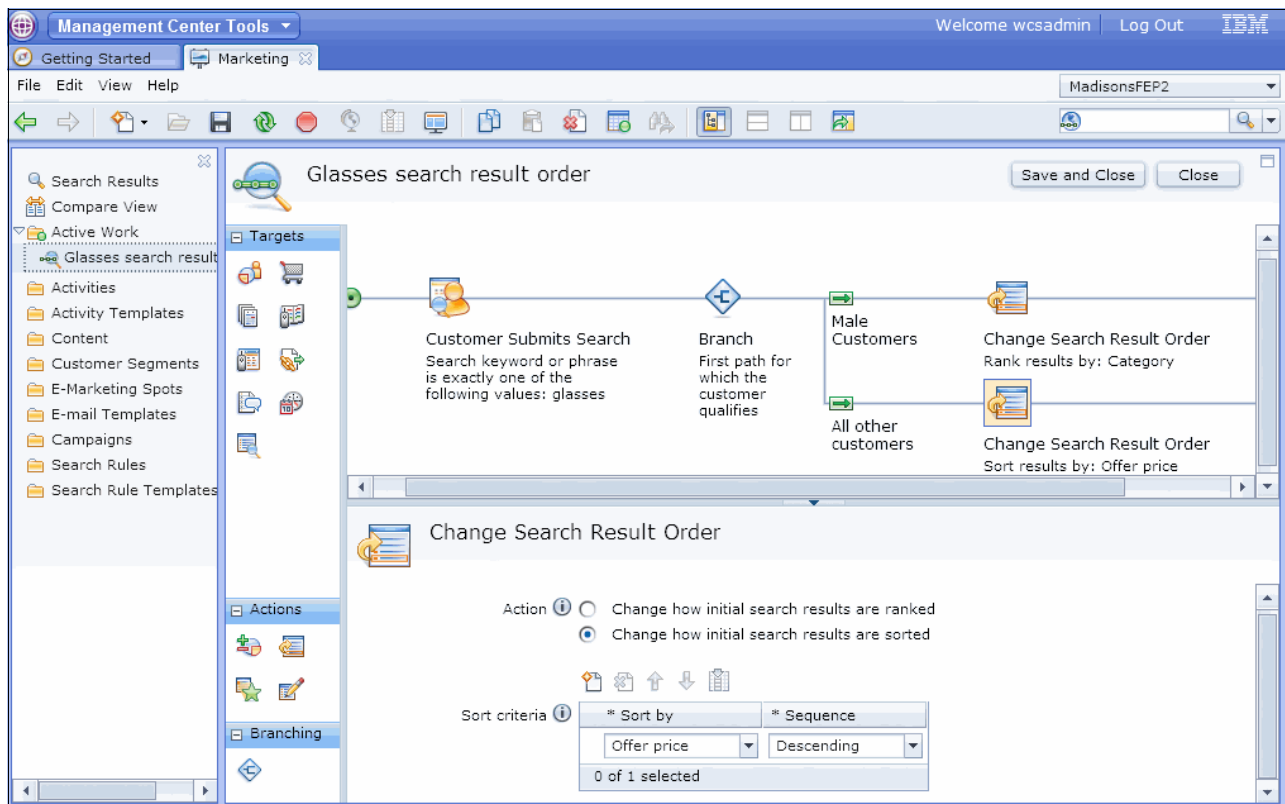 Management Center Tools
Welcome wcsadmin
Log Out
IBM
Getting Started
Marketing
File Edit View Help
MadisonsFEP2
Search Results
Compare View
Active Work
Glasses search result
Activities
Activity Templates
Content
Customer Segments
E-Marketing Spots
E-mail Templates
Campaigns
Search Rules
Search Rule Templates
Glasses search result order
Save and Close
Close
Targets
Customer Submits Search
Search keyword or phrase
is exactly one of the
following values: glasses
Branch
First path for
which the
customer
qualifies
Male
Customers
Change Search Result Order
Rank results by: Category
All other
customers
Change Search Result Order
Sort results by: Offer price
Change Search Result Order
Actions
Branching
Action
Change how initial search results are ranked
Change how initial search results are sorted
Sort criteria
* Sort by
* Sequence
Offer price
Descending
0 of 1 selected